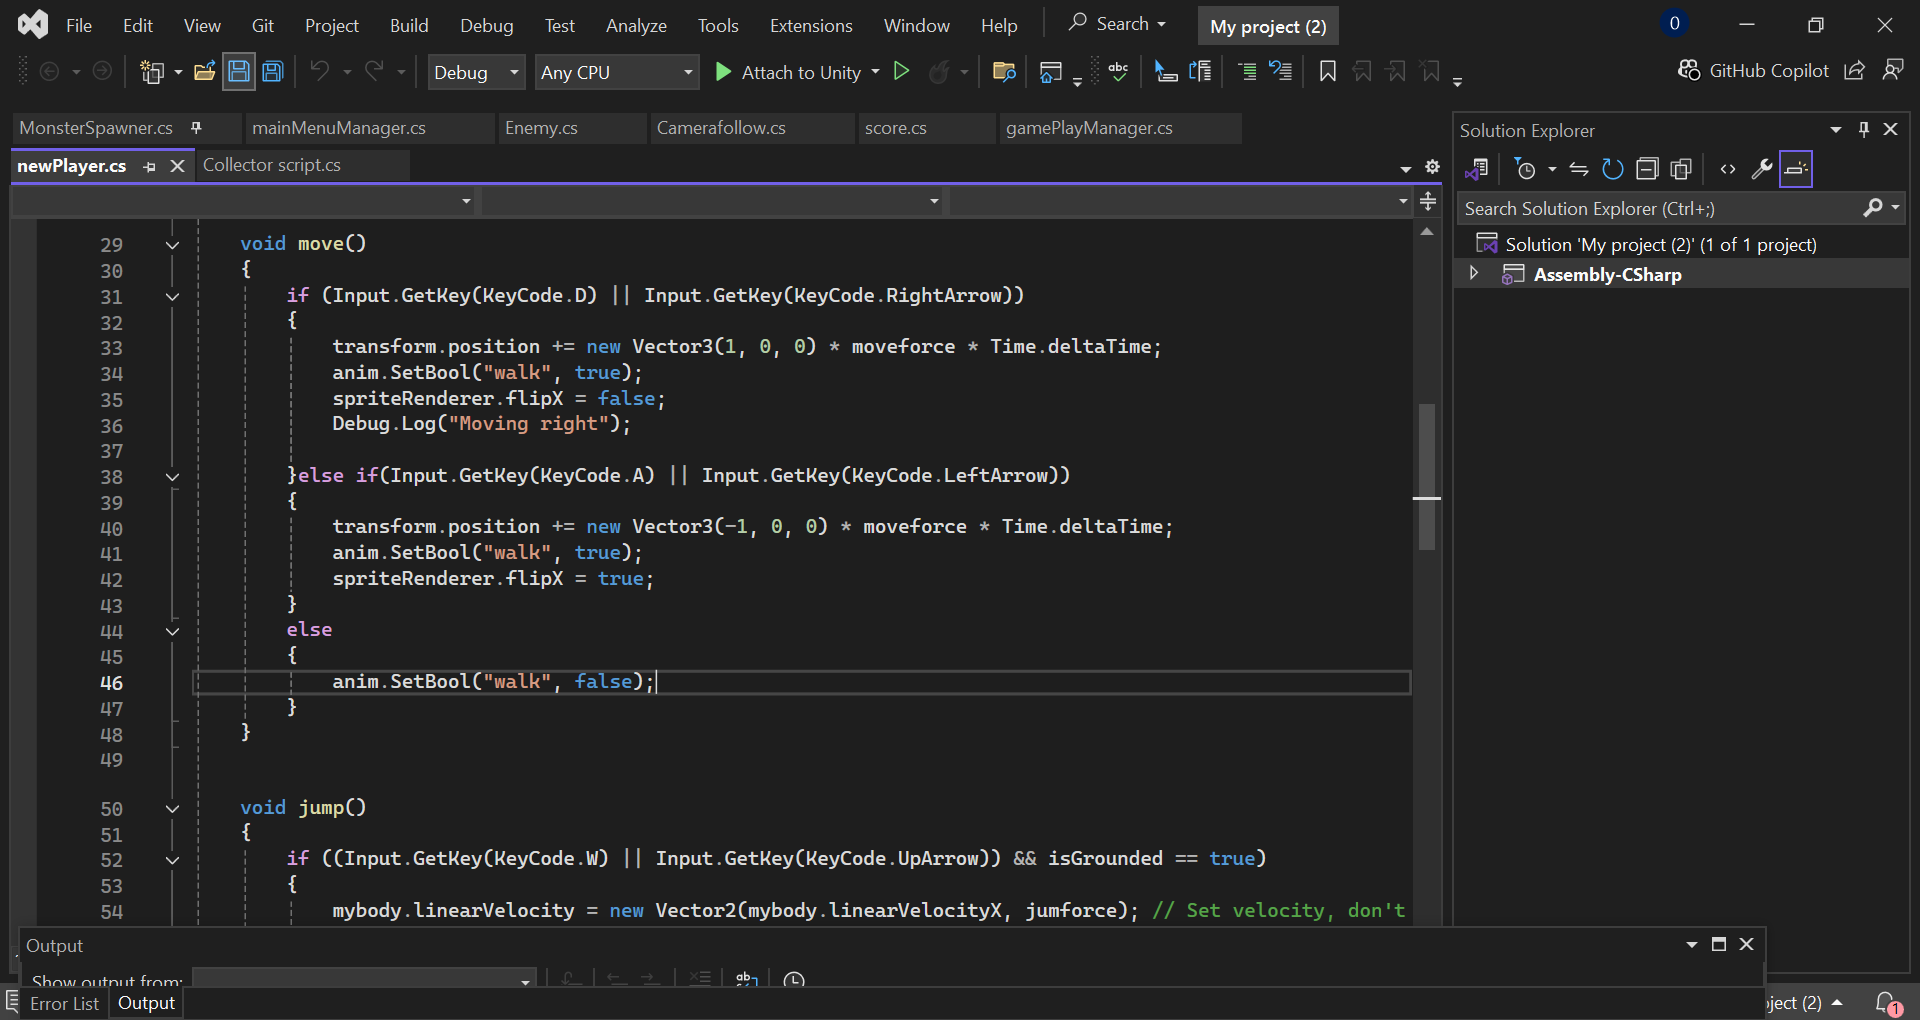 File Edit View Git Project Build Debug Test Analyze Tools Extensions Window Help Search My project (2) O
Debug Any CPU Attach to Unity GitHub Copilot
MonsterSpawner.cs mainMenuManager.cs Enemy.cs Camerafollow.cs score.cs gamePlayManager.cs
newPlayer.cs Collector script.cs
29 void move()
30 {
31 if (Input.GetKey(KeyCode.D) || Input.GetKey(KeyCode.RightArrow))
32 {
33 transform.position += new Vector3(1, 0, 0) * moveforce * Time.deltaTime;
34 anim.SetBool("walk", true);
35 spriteRenderer.flipX = false;
36 Debug.Log("Moving right");
37
38 }else if(Input.GetKey(KeyCode.A) || Input.GetKey(KeyCode.LeftArrow))
39 {
40 transform.position += new Vector3(-1, 0, 0) * moveforce * Time.deltaTime;
41 anim.SetBool("walk", true);
42 spriteRenderer.flipX = true;
43 }
44 else
45 {
46 anim.SetBool("walk", false);
47 }
48 }
49
50 void jump()
51 {
52 if ((Input.GetKey(KeyCode.W) || Input.GetKey(KeyCode.UpArrow)) && isGrounded == true)
53 {
54 mybody.linearVelocity = new Vector2(mybody.linearVelocityX, jumforce); // Set velocity, don't
Solution Explorer
Search Solution Explorer (Ctrl+;)
Solution 'My project (2)' (1 of 1 project)
Assembly-CSharp
Output
Show output from:
Error List Output
ject (2) 1